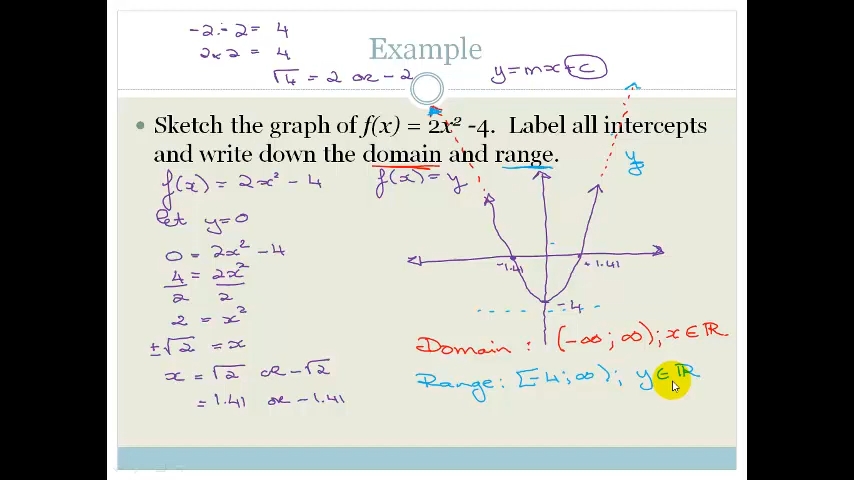 -2 × -2 = 4
2 × 2 = 4
√4 = 2 or -2
y = mx + c
Example
Sketch the graph of f(x) = 2x² -4. Label all intercepts
and write down the domain and range.
f(x) = 2x² - 4
f(x) = y
y
let y=0
0 = 2x² - 4
4 = 2x²
2 2
2 = x²
±√2 = x
x = √2 or -√2
= 1.41 or -1.41
-1.41
1.41
-4
Domain : (-∞ ; ∞) ; x ∈ ℝ
Range : [-4 ; ∞) ; y ∈ ℝ